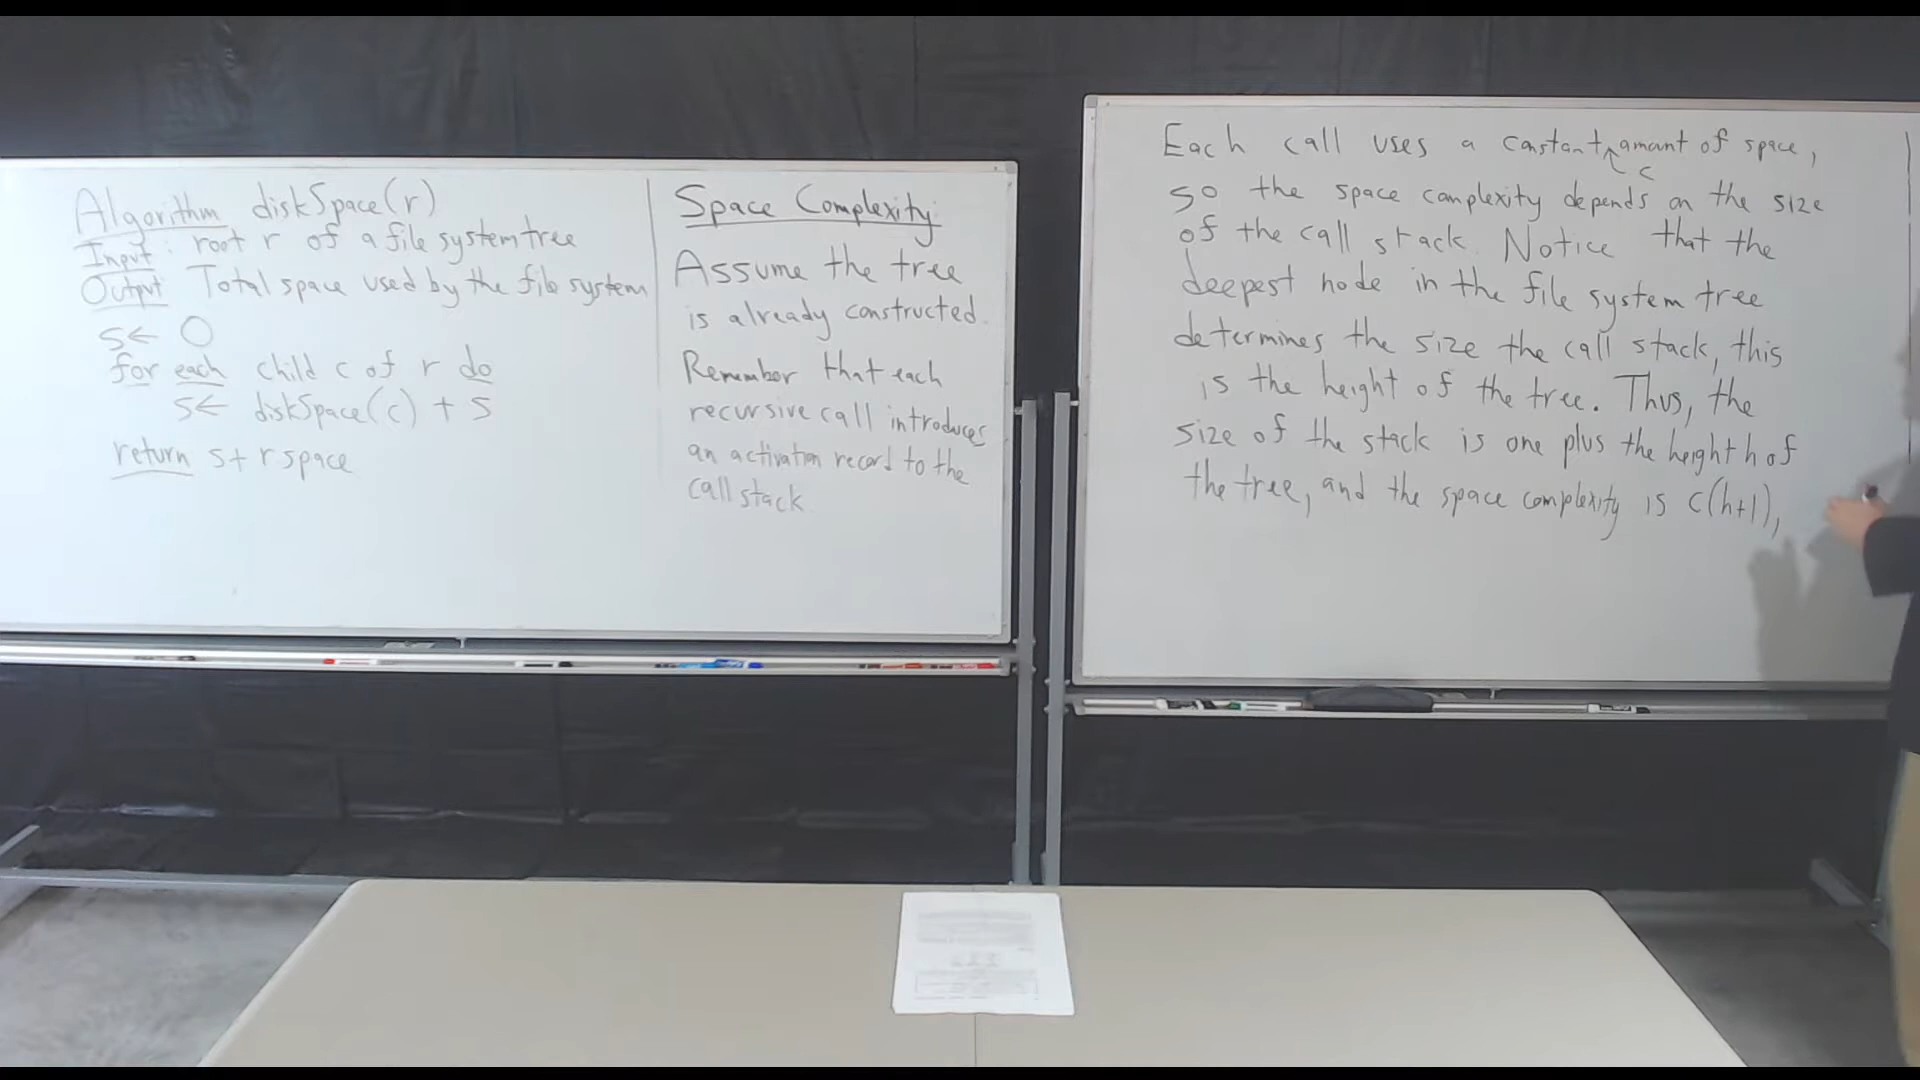 Algorithm diskSpace(r)
Input: root r of a file system tree
Output: Total space used by the file system
s← 0
for each child c of r do
s← diskSpace(c) + s
return s + r space
Space Complexity:
Assume the tree
is already constructed.
Remember that each
recursive call introduces
an activation record to the
call stack
Each call uses a constant c amount of space,
so the space complexity depends on the size
of the call stack. Notice that the
deepest node in the file system tree
determines the size the call stack, this
is the height of the tree. Thus, the
size of the stack is one plus the height h of
the tree, and the space complexity is c(h+1),